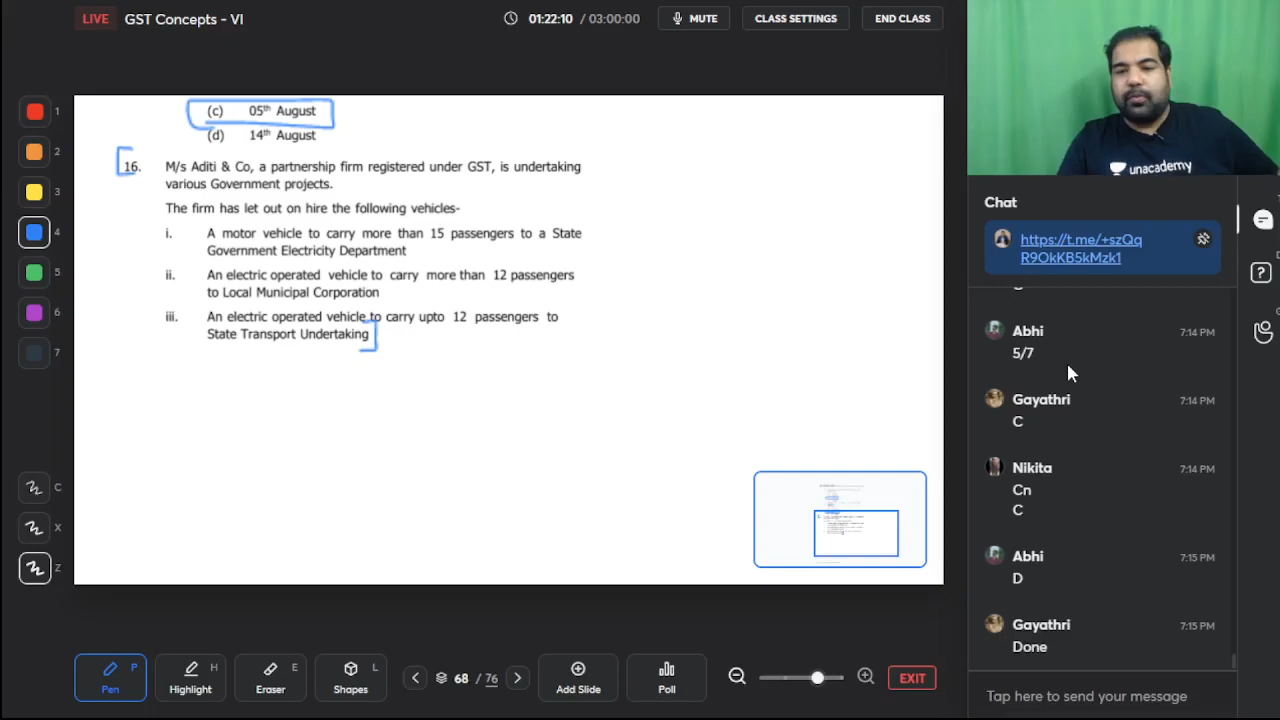 LIVE GST Concepts - VI 01:22:10 / 03:00:00 MUTE CLASS SETTINGS END CLASS
1
2
3
4
5
6
7
C
X
Z
(c) 05th August
(d) 14th August
16. M/s Aditi & Co, a partnership firm registered under GST, is undertaking
various Government projects.
The firm has let out on hire the following vehicles-
i. A motor vehicle to carry more than 15 passengers to a State
Government Electricity Department
ii. An electric operated vehicle to carry more than 12 passengers
to Local Municipal Corporation
iii. An electric operated vehicle to carry upto 12 passengers to
State Transport Undertaking
unacademy
Chat
https://t.me/+szQq
R9OkKB5kMzk1
Abhi 7:14 PM
5/7
Gayathri 7:14 PM
C
Nikita 7:14 PM
Cn
C
Abhi 7:15 PM
D
Gayathri 7:15 PM
Done
Tap here to send your message
P H E L
Pen Highlight Eraser Shapes 68 / 76 Add Slide Poll EXIT